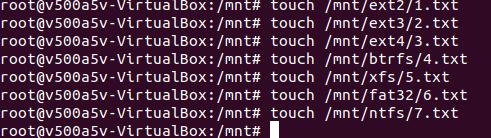 root@v500a5v-VirtualBox:/mnt# touch /mnt/ext2/1.txt
root@v500a5v-VirtualBox:/mnt# touch /mnt/ext3/2.txt
root@v500a5v-VirtualBox:/mnt# touch /mnt/ext4/3.txt
root@v500a5v-VirtualBox:/mnt# touch /mnt/btrfs/4.txt
root@v500a5v-VirtualBox:/mnt# touch /mnt/xfs/5.txt
root@v500a5v-VirtualBox:/mnt# touch /mnt/fat32/6.txt
root@v500a5v-VirtualBox:/mnt# touch /mnt/ntfs/7.txt
root@v500a5v-VirtualBox:/mnt#